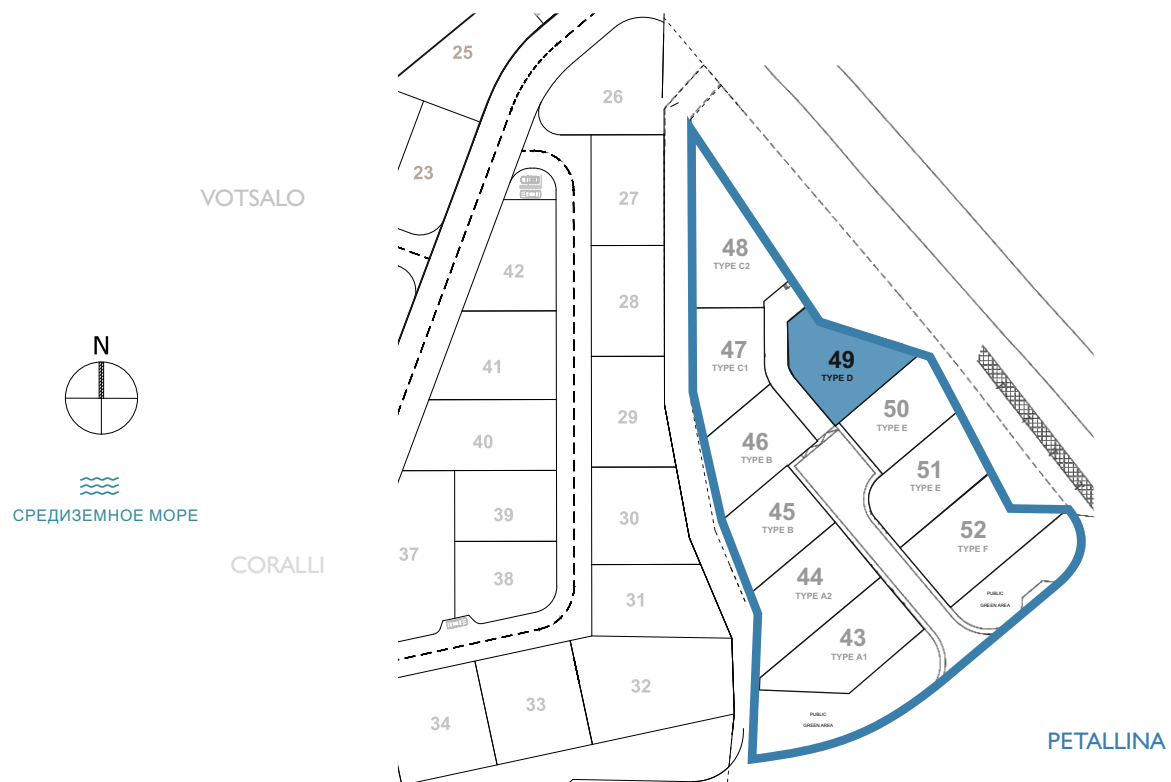 25
26
23
VOTSALO
27
48
TYPE C2
42
28
N
47
TYPE C1
49
TYPE D
41
50
TYPE E
29
40
46
TYPE B
51
TYPE E
СРЕДИЗЕМНОЕ МОРЕ
39
30
45
TYPE B
52
TYPE F
37
CORALLI
38
44
TYPE A2
31
PUBLIC
GREEN AREA
43
TYPE A1
32
33
34
PUBLIC
GREEN AREA
PETALLINA